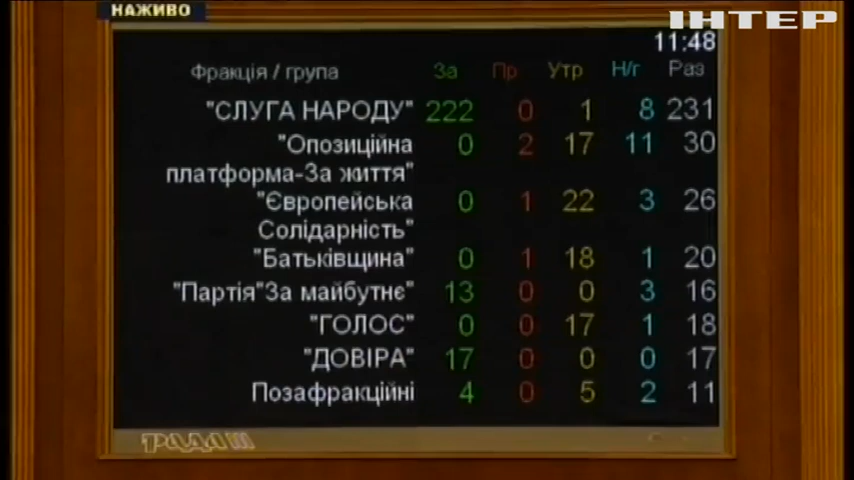 НАЖИВО
ІНТЕР
11:48
Фракція / група За Пр Утр Н/г Раз
"СЛУГА НАРОДУ" 222 0 1 8 231
"Опозиційна 0 2 17 11 30
платформа-За життя"
"Європейська 0 1 22 3 26
Солідарність"
"Батьківщина" 0 1 18 1 20
"Партія"За майбутнє" 13 0 0 3 16
"ГОЛОС" 0 0 17 1 18
"ДОВІРА" 17 0 0 0 17
Позафракційні 4 0 5 2 11
РАДА